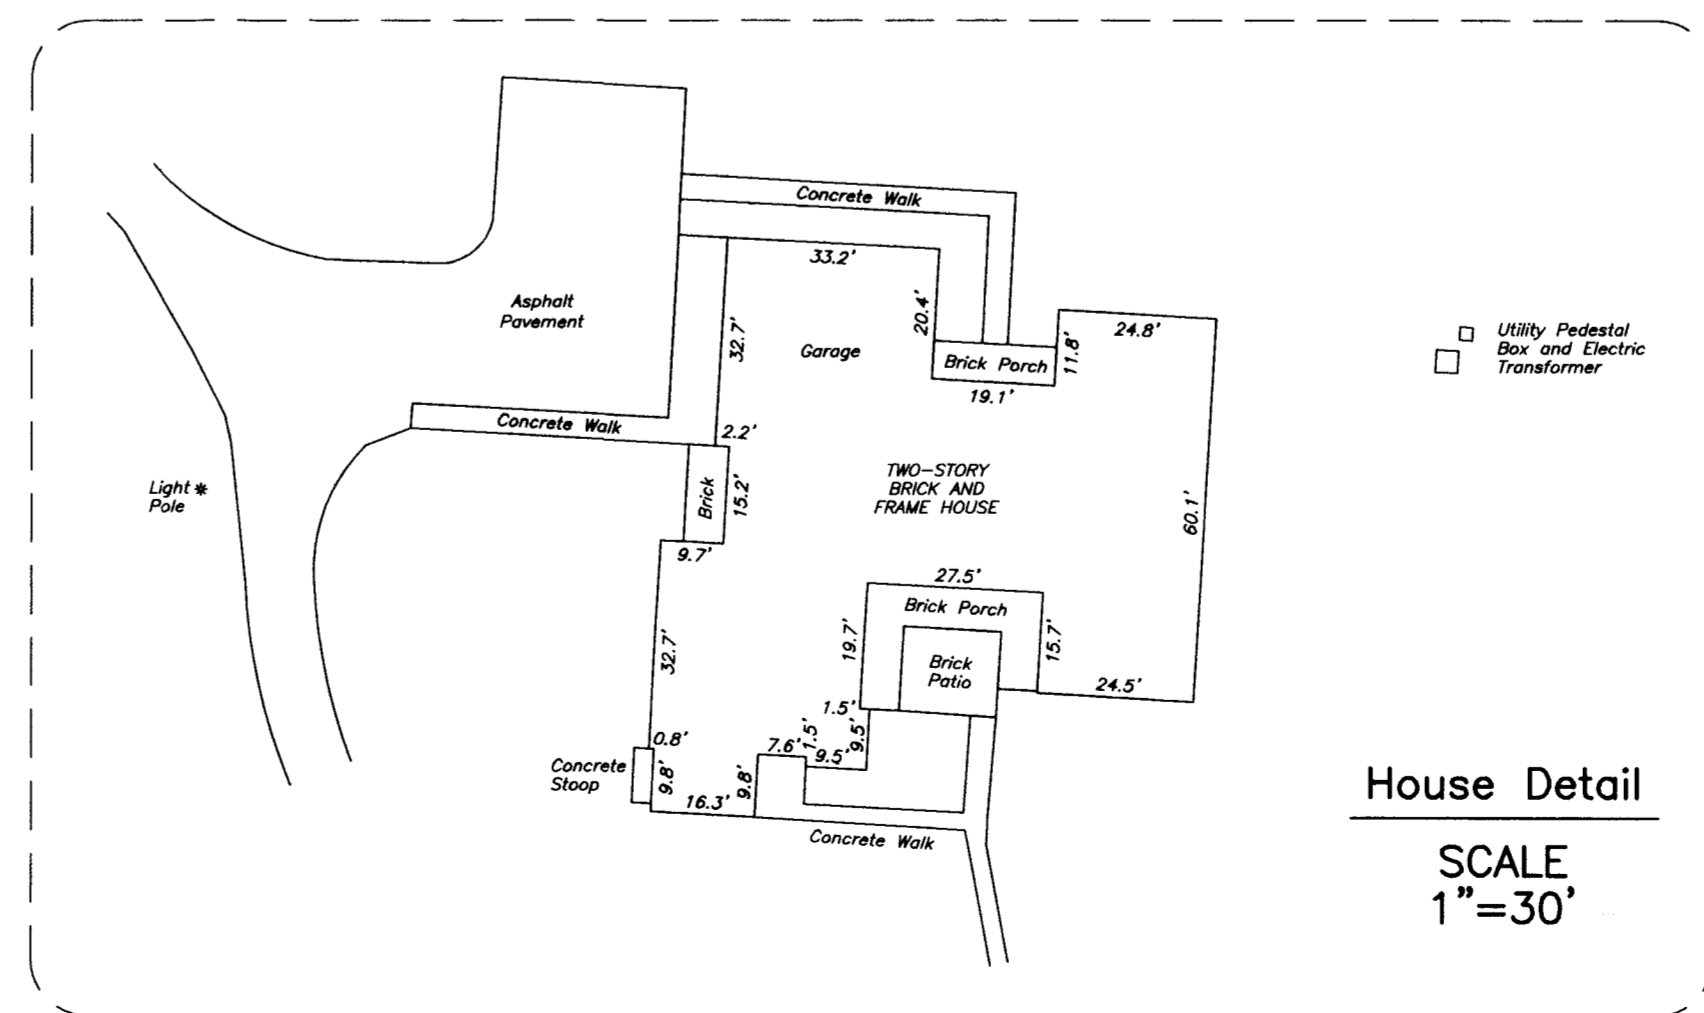 Concrete Walk
33.2'
Asphalt
Pavement
32.7'
Garage
20.4'
Brick Porch
11.8'
24.8'
19.1'
Utility Pedestal
Box and Electric
Transformer
Concrete Walk
2.2'
Light
Pole
Brick
15.2'
TWO-STORY
BRICK AND
FRAME HOUSE
60.1'
9.7'
27.5'
Brick Porch
32.7'
19.7'
Brick
Patio
15.7'
24.5'
1.5'
0.8'
7.6'
1.5'
9.5'
9.5'
Concrete
Stoop
9.8'
16.3'
9.8'
Concrete Walk
House Detail
SCALE
1"=30'